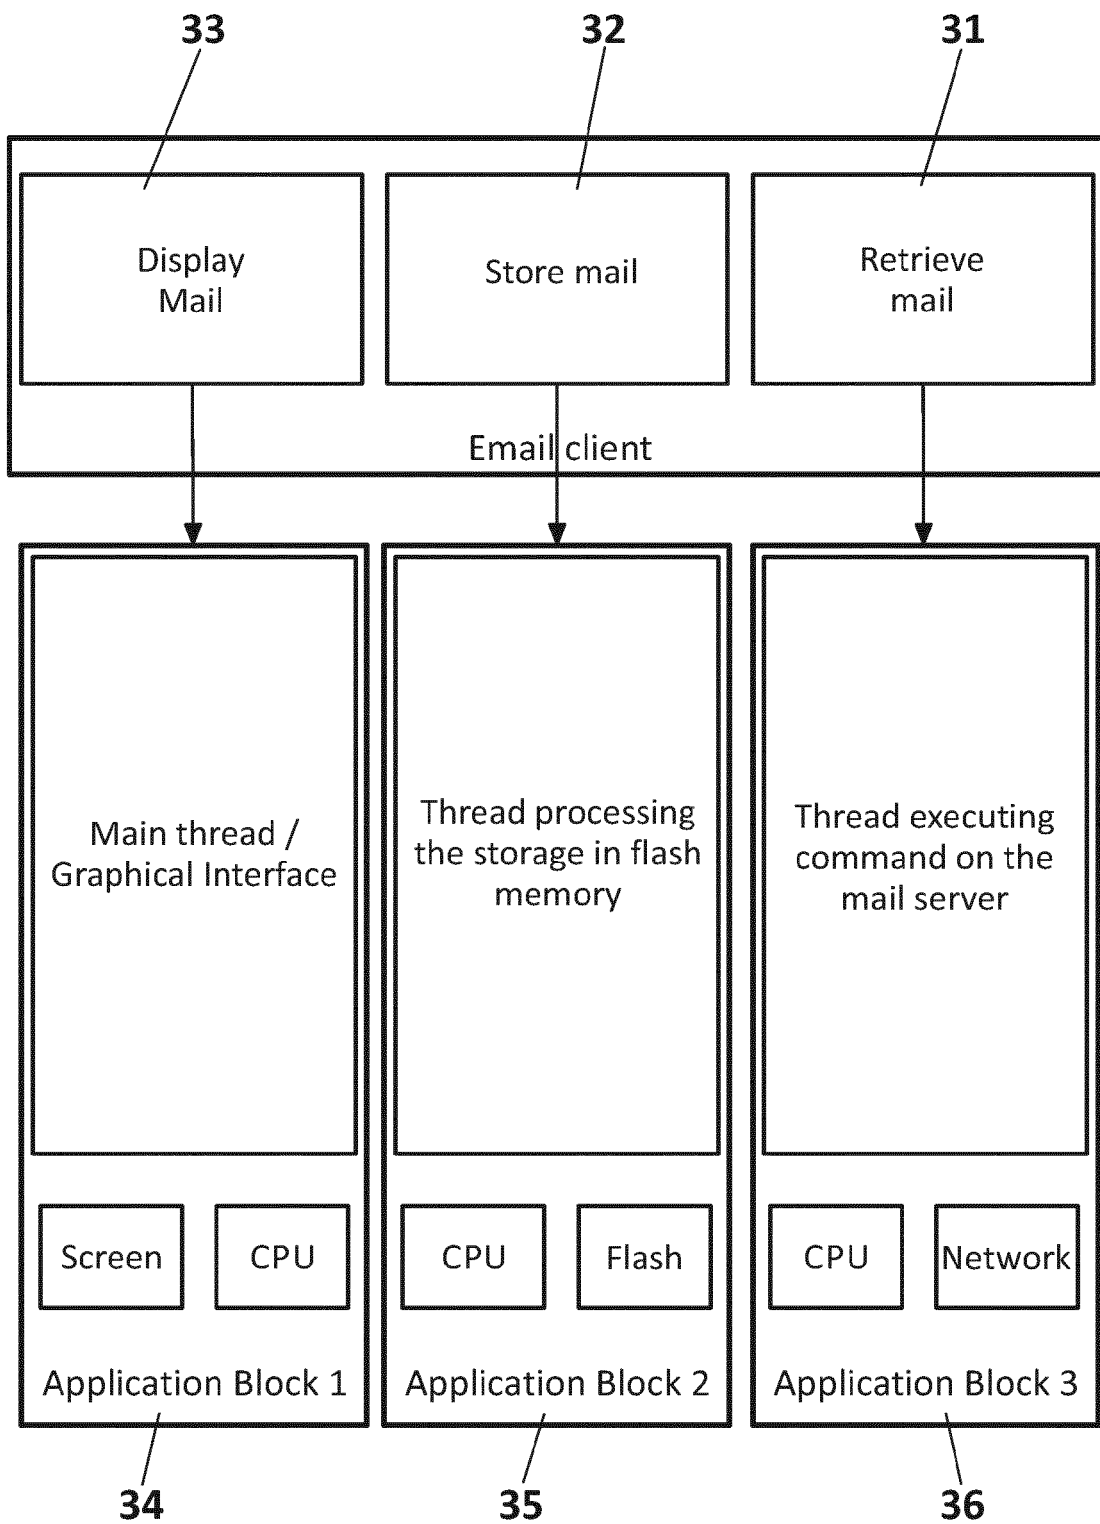 33
32
31
Display
Mail
Store mail
Retrieve
mail
Email client
Main thread /
Graphical Interface
Thread processing
the storage in flash
memory
Thread executing
command on the
mail server
Screen
CPU
CPU
Flash
CPU
Network
Application Block 1
Application Block 2
Application Block 3
34
35
36